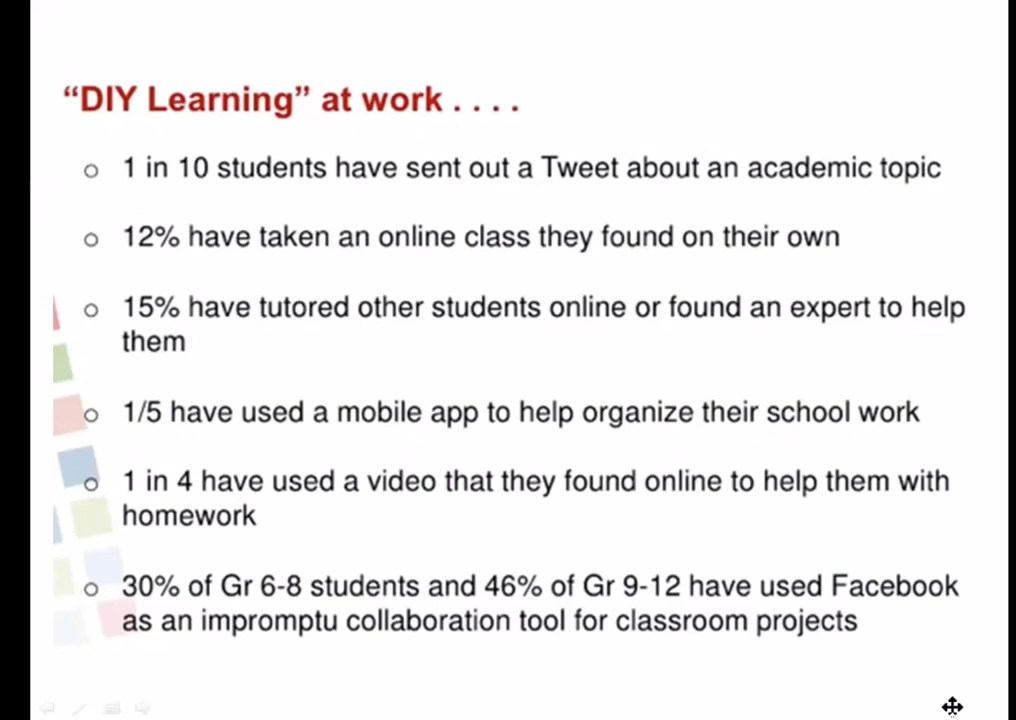 “DIY Learning” at work . . . .
o 1 in 10 students have sent out a Tweet about an academic topic
o 12% have taken an online class they found on their own
o 15% have tutored other students online or found an expert to help
them
o 1/5 have used a mobile app to help organize their school work
o 1 in 4 have used a video that they found online to help them with
homework
o 30% of Gr 6-8 students and 46% of Gr 9-12 have used Facebook
as an impromptu collaboration tool for classroom projects